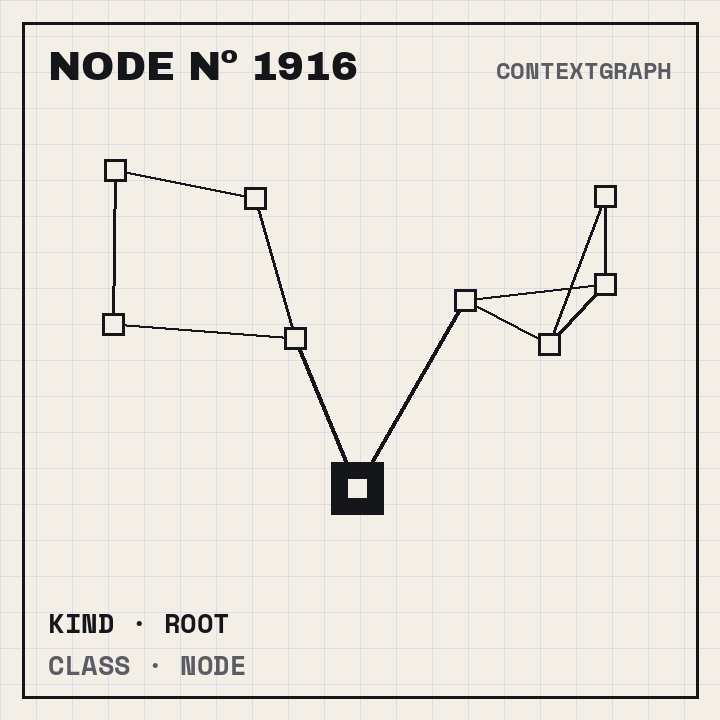 NODE Nº 1916
CONTEXTGRAPH
KIND · ROOT
CLASS · NODE